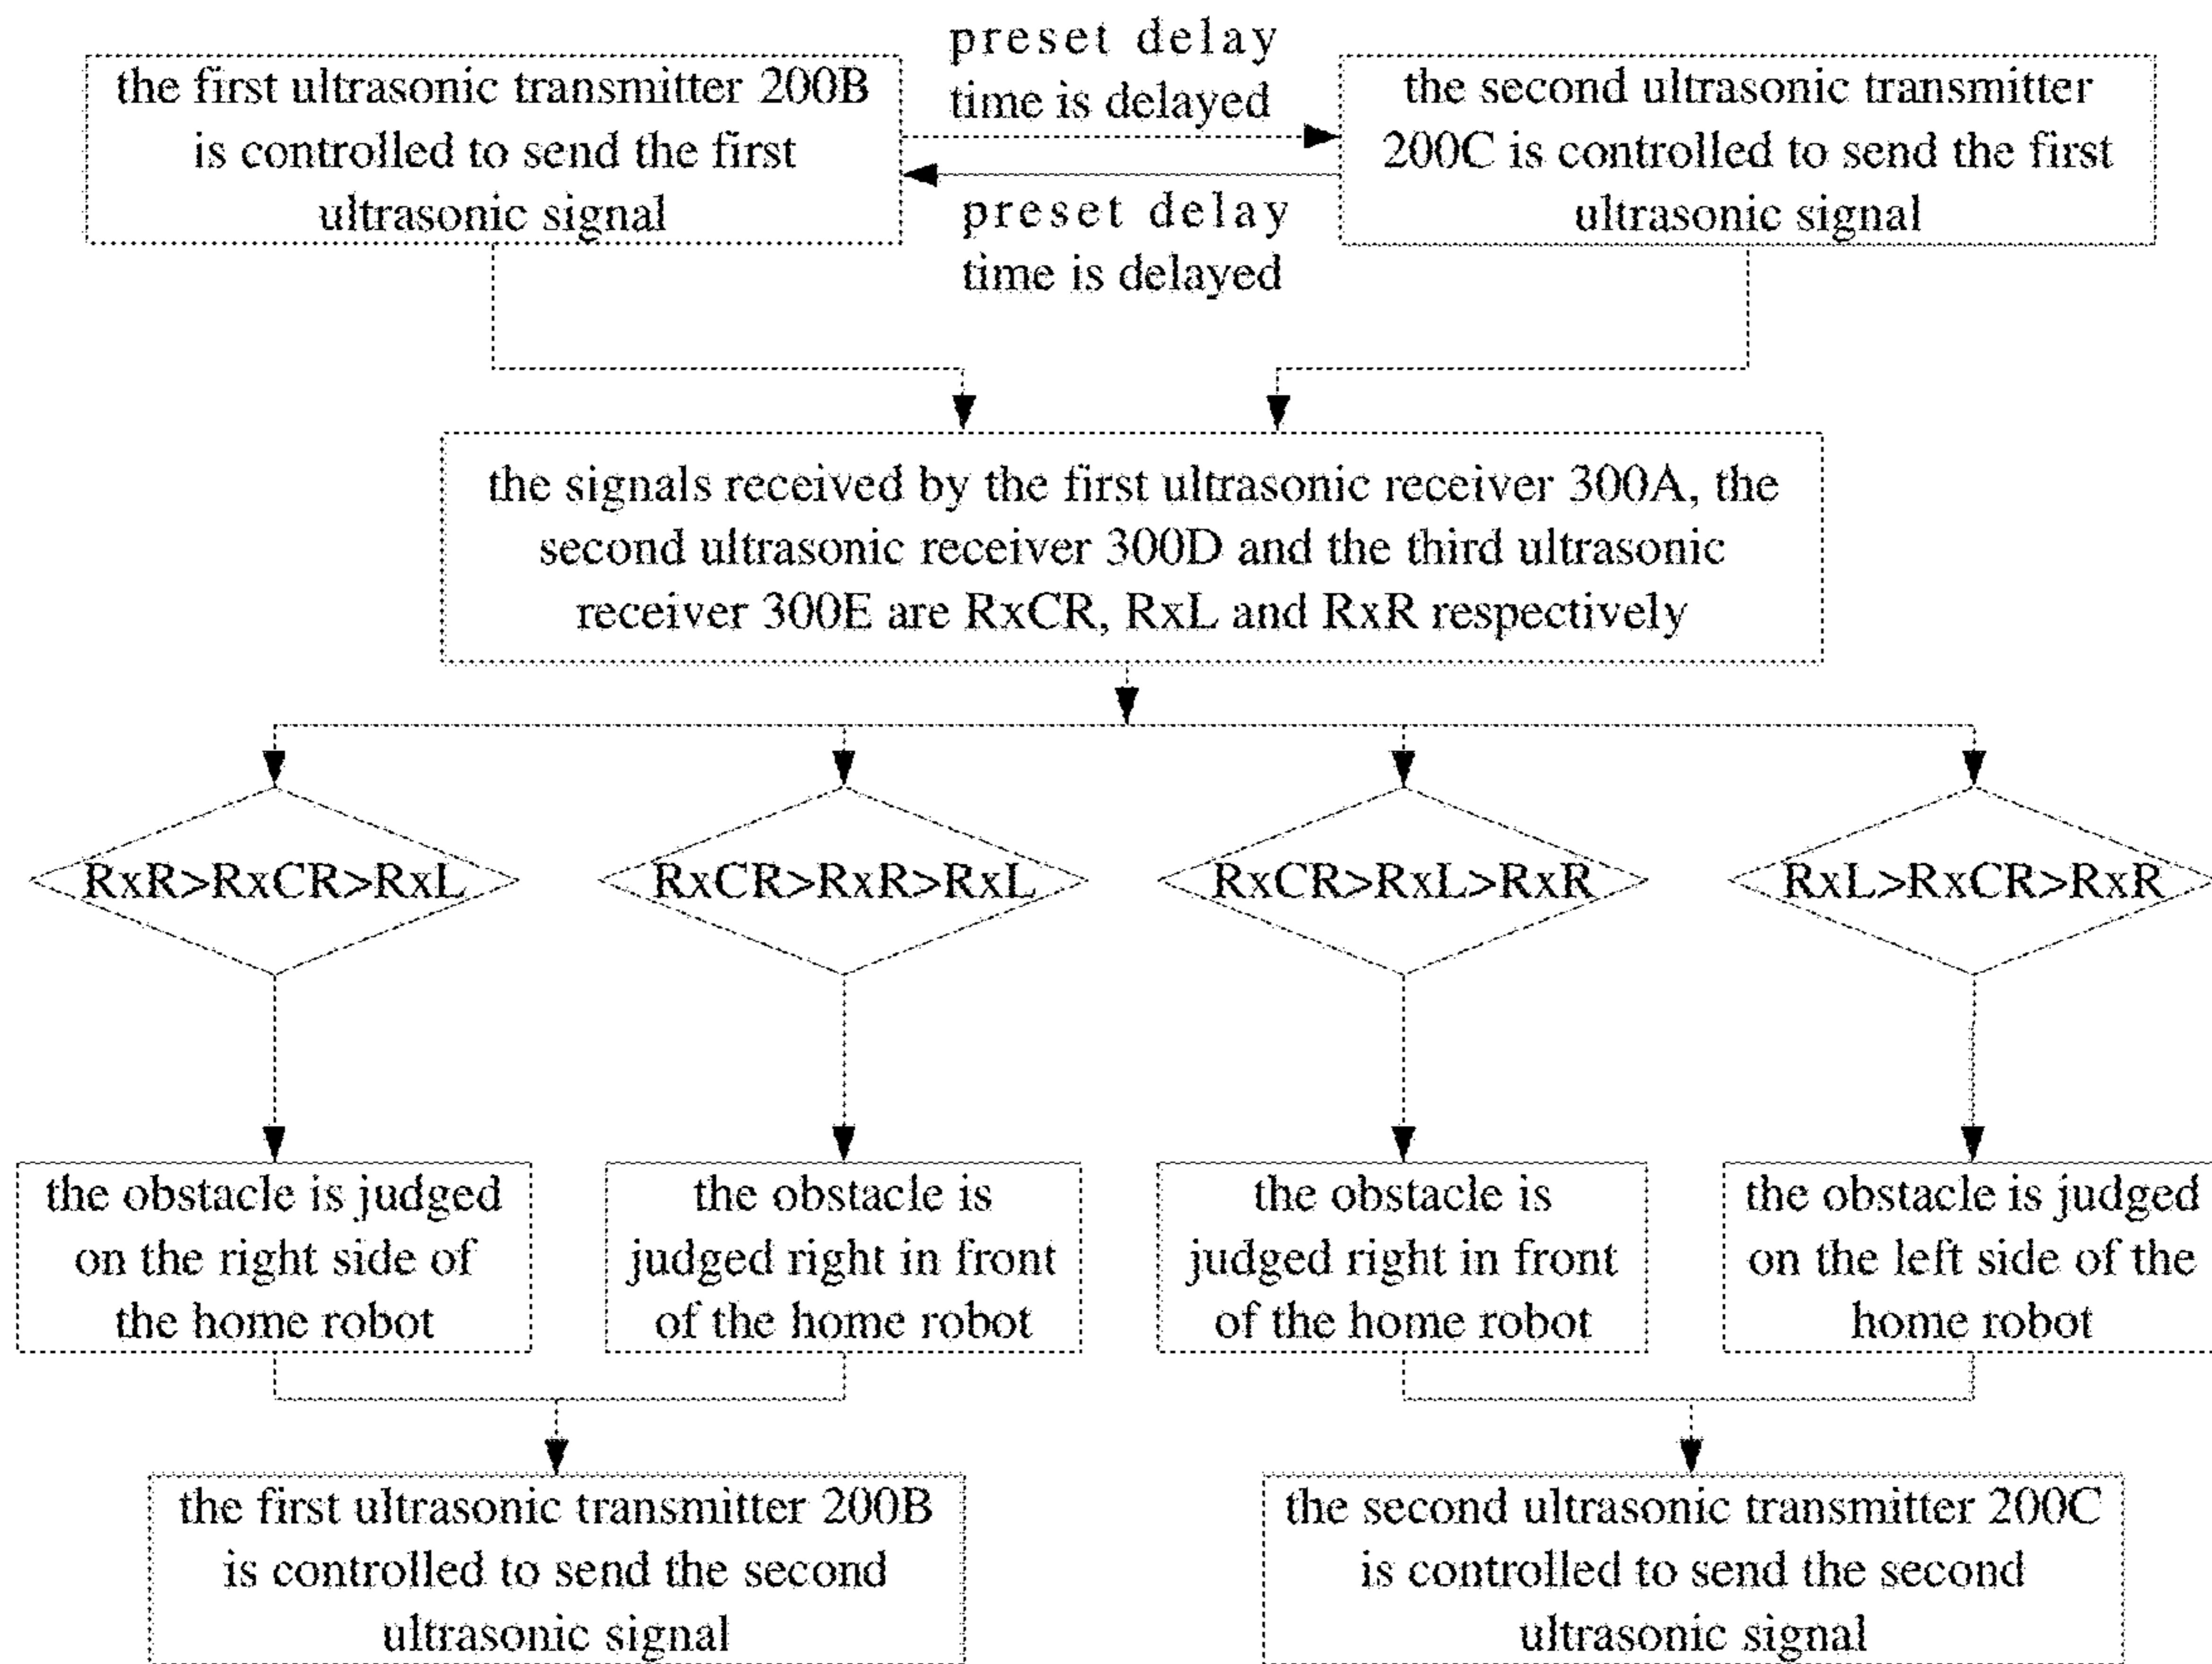 preset delay
time is delayed
the first ultrasonic transmitter 200B
is controlled to send the first
ultrasonic signal
the second ultrasonic transmitter
200C is controlled to send the first
ultrasonic signal
preset delay
time is delayed
the signals received by the first ultrasonic receiver 300A, the
second ultrasonic receiver 300D and the third ultrasonic
receiver 300E are RxCR, RxL and RxR respectively
RxR>RxCR>RxL
RxCR>RxR>RxL
RxCR>RxL>RxR
RxL>RxCR>RxR
the obstacle is judged
on the right side of
the home robot
the obstacle is
judged right in front
of the home robot
the obstacle is
judged right in front
of the home robot
the obstacle is judged
on the left side of the
home robot
the first ultrasonic transmitter 200B
is controlled to send the second
ultrasonic signal
the second ultrasonic transmitter 200C
is controlled to send the second
ultrasonic signal